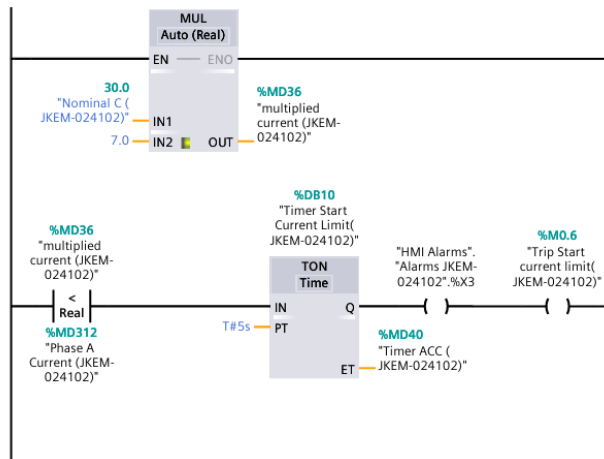 MUL
Auto (Real)
EN
ENO
30.0
"Nominal C (
JKEM-024102)"
IN1
7.0
IN2
OUT
%MD36
"multiplied
current (JKEM-
024102)"
%MD36
"multiplied
current (JKEM-
024102)"
<
Real
%MD312
"Phase A
Current (JKEM-
024102)"
%DB10
"Timer Start
Current Limit(
JKEM-024102)"
TON
Time
IN
Q
T#5s
PT
ET
%MD40
"Timer ACC (
JKEM-024102)"
"HMI Alarms".
"Alarms JKEM-
024102".%X3
%M0.6
"Trip Start
current limit(
JKEM-024102)"